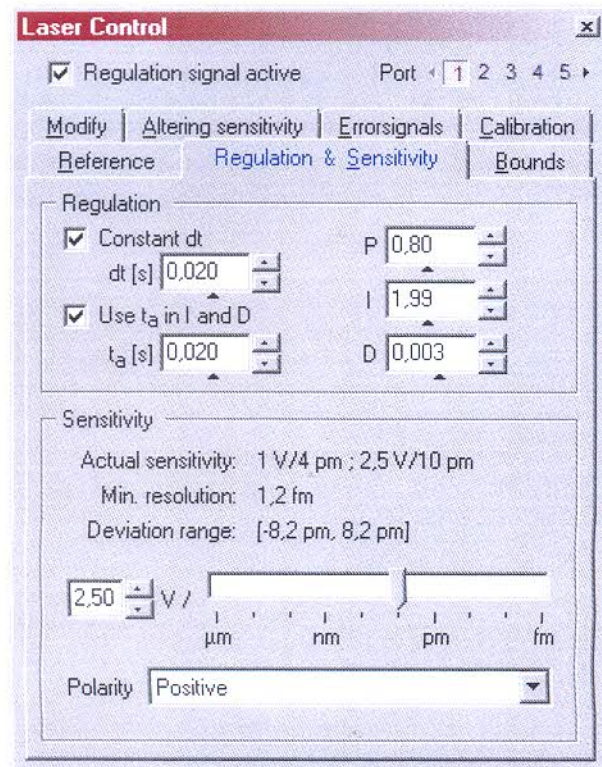 Laser Control
Regulation signal active Port 1 2 3 4 5
Modify Altering sensitivity Errorsignals Calibration
Reference Regulation & Sensitivity Bounds
Regulation
Constant dt P 0,80
dt [s] 0,020
I 1,99
Use ta in I and D
ta [s] 0,020 D 0,003
Sensitivity
Actual sensitivity: 1 V/4 pm ; 2,5 V/10 pm
Min. resolution: 1,2 fm
Deviation range: [-8,2 pm, 8,2 pm]
2,50 V /
µm nm pm fm
Polarity Positive